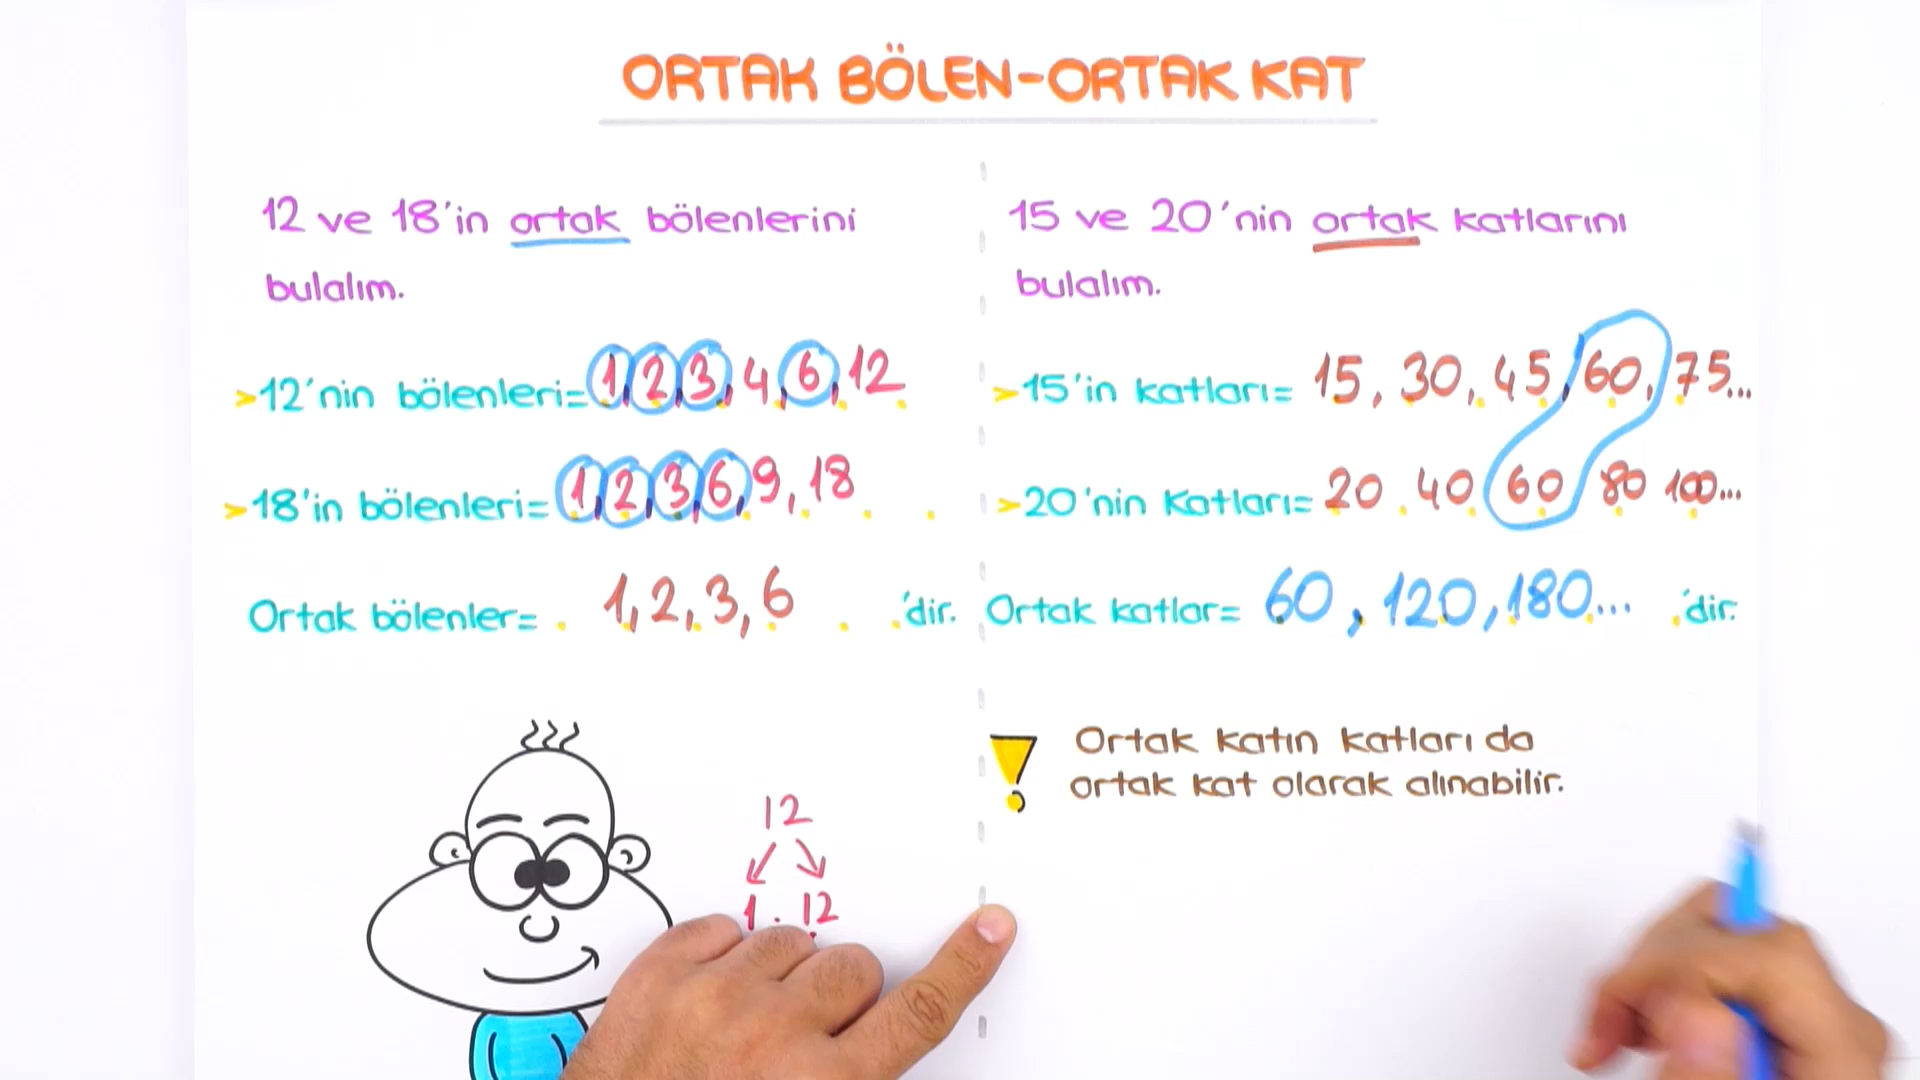 ORTAK BÖLEN-ORTAK KAT
12 ve 18'in ortak bölenlerini
bulalım.
>12'nin bölenleri=1,2,3,4,6,12
>18'in bölenleri=1,2,3,6,9,18
Ortak bölenler= 1,2,3,6 'dir.
12
1 . 12
15 ve 20'nin ortak katlarını
bulalım.
>15'in katları= 15, 30, 45, 60, 75...
>20'nin Katları= 20 40 60 80 100...
Ortak katlar= 60, 120, 180... 'dir.
! Ortak katın katları da
ortak kat olarak alınabilir.